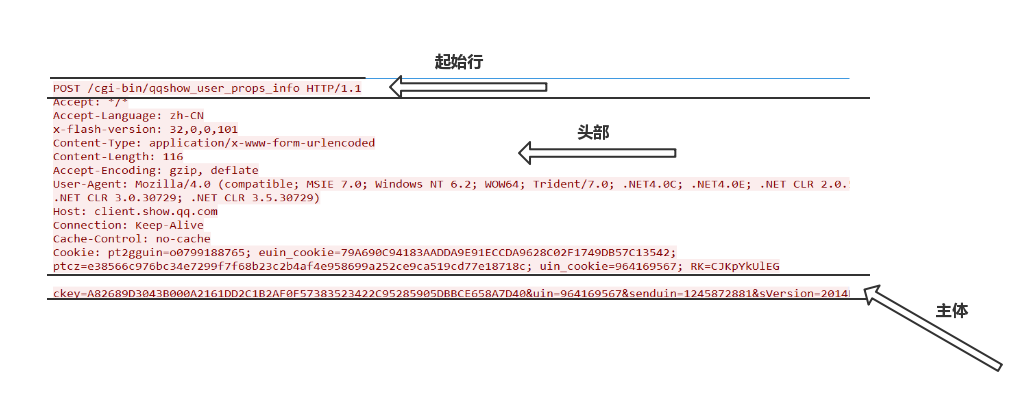 起始行
POST /cgi-bin/qqshow_user_props_info HTTP/1.1
Accept: */*
头部
Accept-Language: zh-CN
x-flash-version: 32,0,0,101
Content-Type: application/x-www-form-urlencoded
Content-Length: 116
Accept-Encoding: gzip, deflate
User-Agent: Mozilla/4.0 (compatible; MSIE 7.0; Windows NT 6.2; WOW64; Trident/7.0; .NET4.0C; .NET4.0E; .NET CLR 2.0.
.NET CLR 3.0.30729; .NET CLR 3.5.30729)
Host: client.show.qq.com
Connection: Keep-Alive
Cache-Control: no-cache
Cookie: pt2gguin=o0799188765; euin_cookie=79A690C94183AADDA9E91ECCDA9628C02F1749DB57C13542;
ptcz=e38566c976bc34e7299f7f68b23c2b4af4e958699a252ce9ca519cd77e18718c; uin_cookie=964169567; RK=CJKpYkUlEG
ckey=A82689D3043B000A2161DD2C1B2AF0F57383523422C95285905DBBCE658A7D40&uin=964169567&senduin=1245872881&sVersion=2014
主体